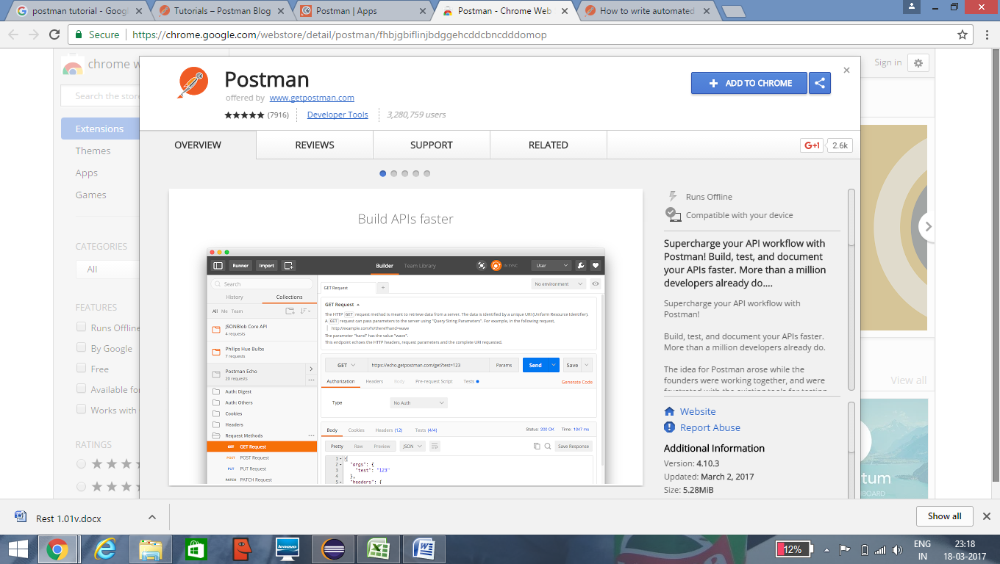 postman tutorial - Goog
Tutorials – Postman Blog
Postman | Apps
Postman - Chrome Web
How to write automated
Secure
https://chrome.google.com/webstore/detail/postman/fhbjgbiflinjbdggehcddcbncdddomop
chrome w
Sign in
Search the store
Extensions
Themes
Apps
Games
CATEGORIES
All
FEATURES
Runs Offline
By Google
Free
Available for
Works with
RATINGS
Postman
offered by www.getpostman.com
(7916) Developer Tools 3,280,759 users
ADD TO CHROME
OVERVIEW REVIEWS SUPPORT RELATED
G+1 2.6k
Build APIs faster
Runner Import Builder Team Library IN SYNC User
Search
History Collections
All Me Team
JSONBlob Core API
4 requests
Philips Hue Bulbs
7 requests
Postman Echo
20 requests
Auth: Digest
Auth: Others
Cookies
Headers
Request Methods
GET GET Request
POST POST Request
PUT PUT Request
PATCH PATCH Request
GET Request + No environment
GET Request
The HTTP GET request method is meant to retrieve data from a server. The data is identified by a unique URI (Uniform Resource Identifier).
A GET request can pass parameters to the server using "Query String Parameters". For example, in the following request,
http://example.com/hi/there?hand=wave
The parameter "hand" has the value "wave".
This endpoint echoes the HTTP headers, request parameters and the complete URI requested.
GET https://echo.getpostman.com/get?test=123 Params Send Save
Authorization Headers Body Pre-request Script Tests Generate Code
Type No Auth
Body Cookies Headers (12) Tests (4/4) Status: 200 OK Time: 1047 ms
Pretty Raw Preview JSON Save Response
1 {
2 "args": {
3 "test": "123"
4 },
5 "headers": {
Runs Offline
Compatible with your device
Supercharge your API workflow with
Postman! Build, test, and document
your APIs faster. More than a million
developers already do....
Supercharge your API workflow with
Postman!
Build, test, and document your APIs faster.
More than a million developers already do.
The idea for Postman arose while the
founders were working together, and were
frustrated with the existing tools for testing
Website
Report Abuse
Additional Information
Version: 4.10.3
Updated: March 2, 2017
Size: 5.28MiB
View all
tum
BOARD
Rest 1.01v.docx
Show all
lenovo
12%
ENG
IN
23:18
18-03-2017